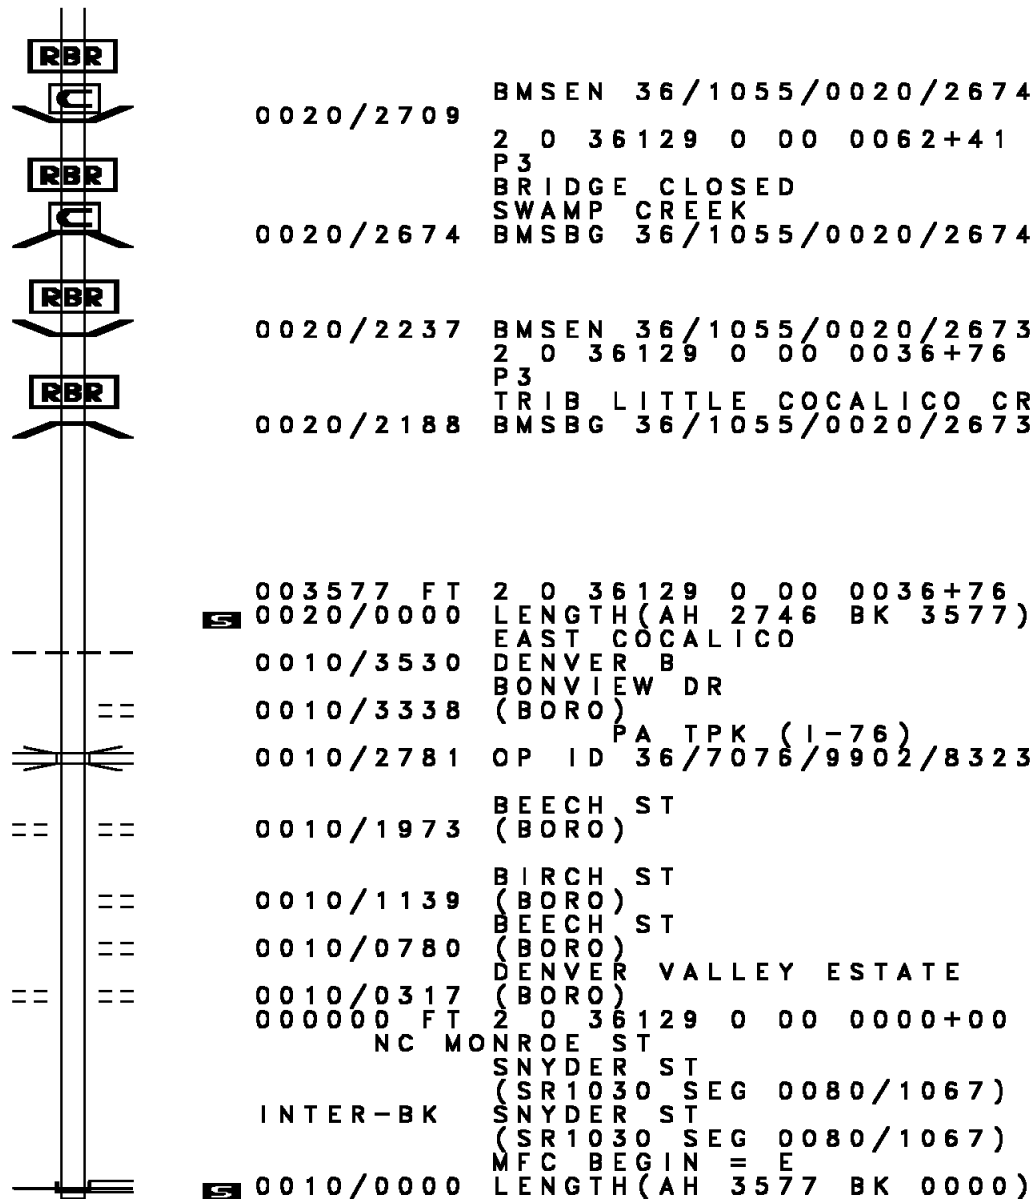 RBR
C
BMSEN 36/1055/0020/2674
0020/2709
2 0 36129 0 00 0062+41
P3
RBR
BRIDGE CLOSED
SWAMP CREEK
C
0020/2674 BMSBG 36/1055/0020/2674
RBR
0020/2237 BMSEN 36/1055/0020/2673
2 0 36129 0 00 0036+76
P3
RBR
TRIB LITTLE COCALICO CR
0020/2188 BMSBG 36/1055/0020/2673
003577 FT 2 0 36129 0 00 0036+76
S 0020/0000 LENGTH(AH 2746 BK 3577)
EAST COCALICO
0010/3530 DENVER B
BONVIEW DR
0010/3338 (BORO)
PA TPK (I-76)
0010/2781 OP ID 36/7076/9902/8323
BEECH ST
0010/1973 (BORO)
BIRCH ST
0010/1139 (BORO)
BEECH ST
0010/0780 (BORO)
DENVER VALLEY ESTATE
0010/0317 (BORO)
000000 FT 2 0 36129 0 00 0000+00
NC MONROE ST
SNYDER ST
(SR1030 SEG 0080/1067)
INTER-BK SNYDER ST
(SR1030 SEG 0080/1067)
MFC BEGIN = E
S 0010/0000 LENGTH(AH 3577 BK 0000)